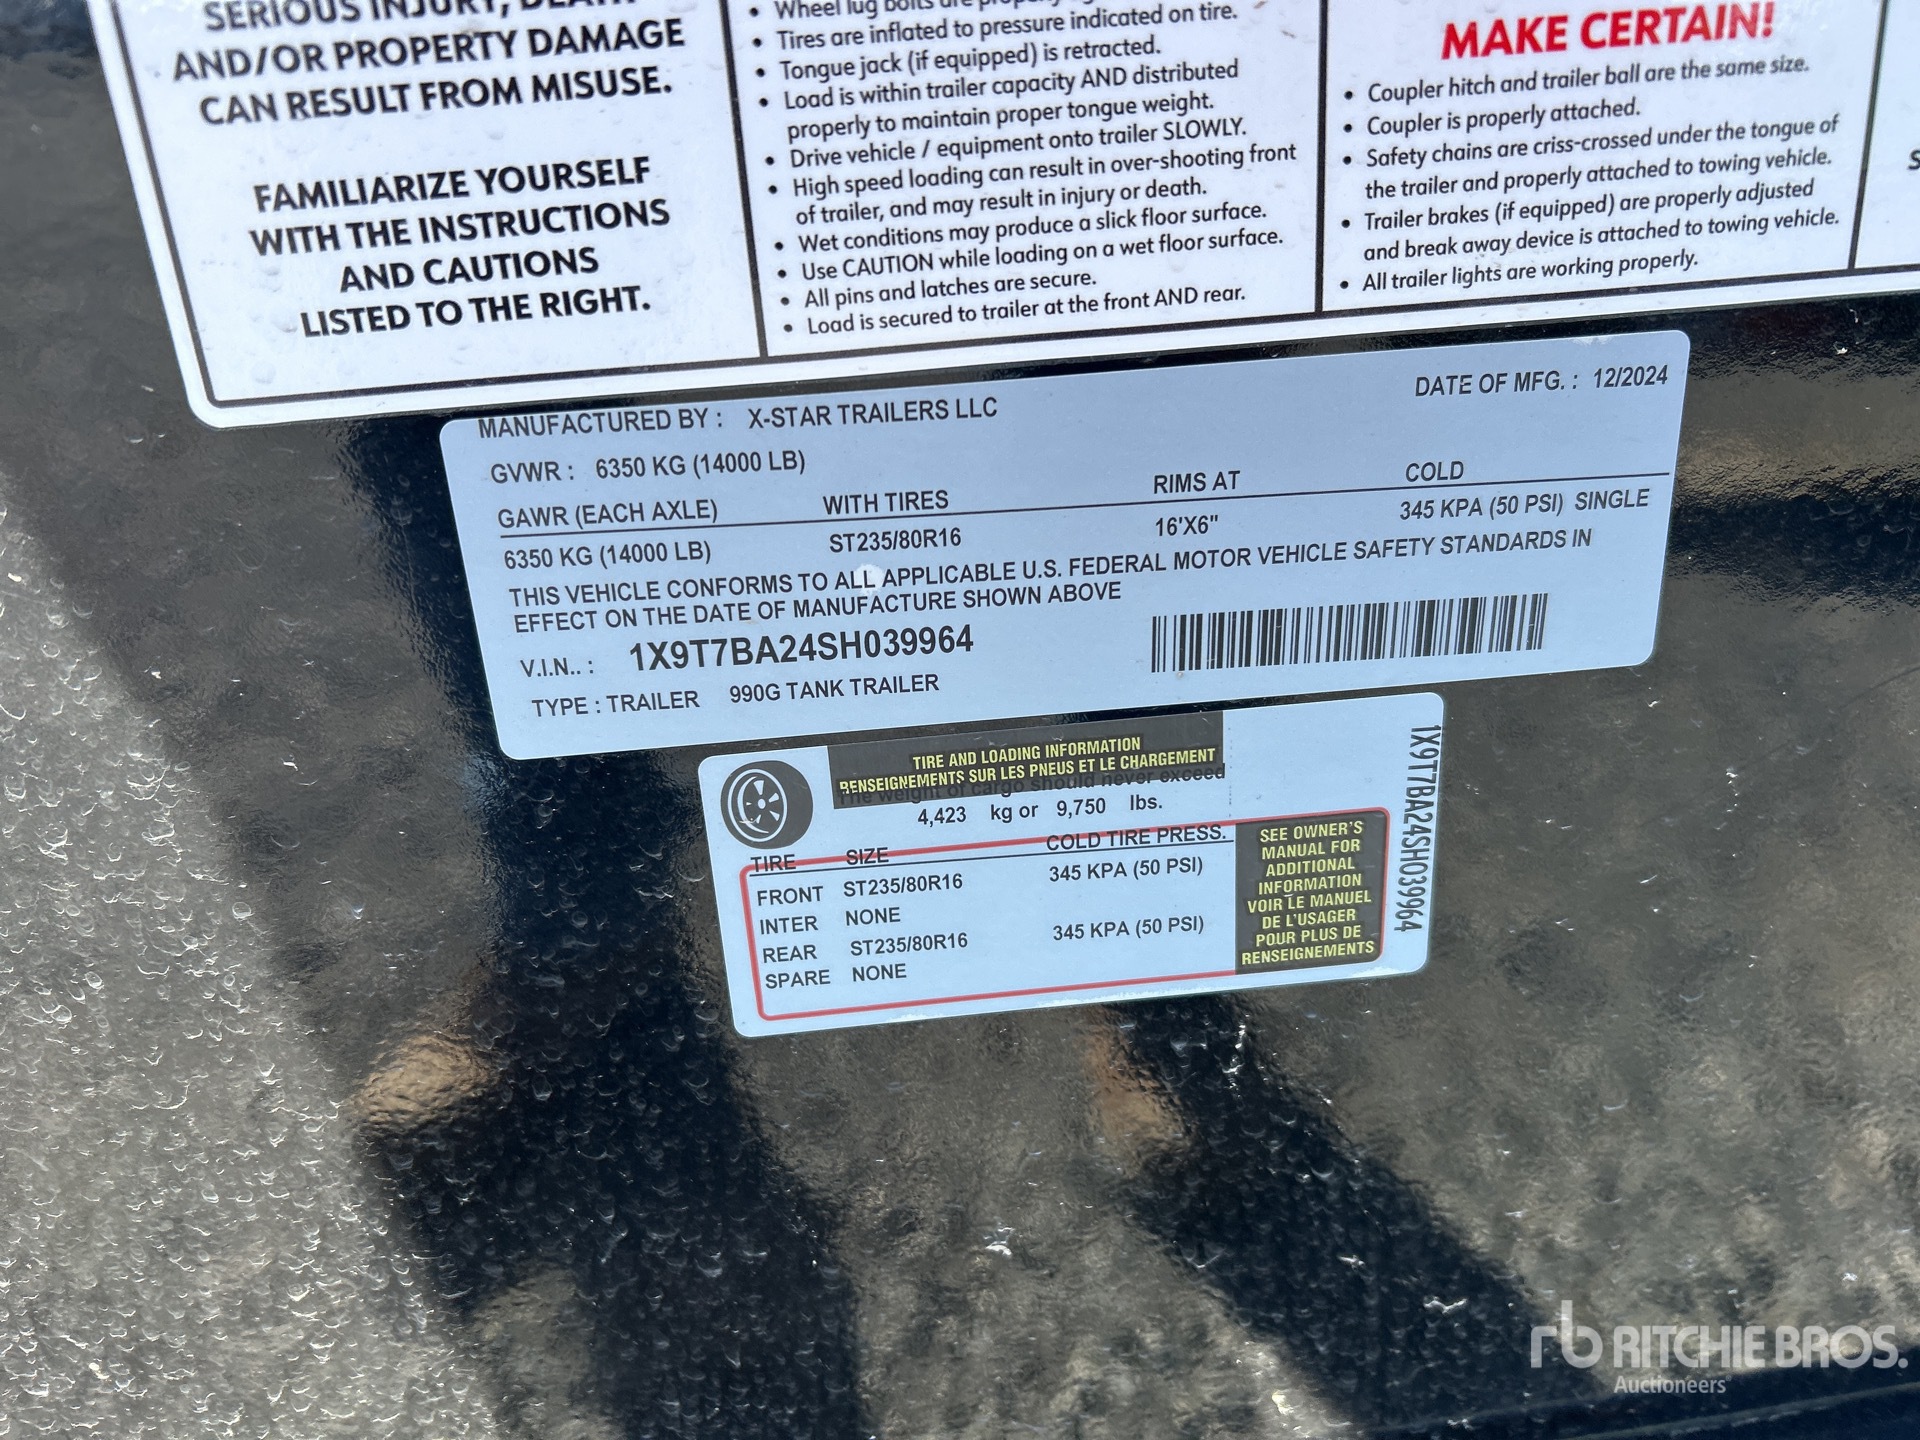 SERIOUS INJURY, DEATH
AND/OR PROPERTY DAMAGE
CAN RESULT FROM MISUSE.
FAMILIARIZE YOURSELF
WITH THE INSTRUCTIONS
AND CAUTIONS
LISTED TO THE RIGHT.
• Wheel lug bolts are
• Tires are inflated to pressure indicated on tire.
• Tongue jack (if equipped) is retracted.
• Load is within trailer capacity AND distributed
properly to maintain proper tongue weight.
• Drive vehicle / equipment onto trailer SLOWLY.
• High speed loading can result in over-shooting front
of trailer, and may result in injury or death.
• Wet conditions may produce a slick floor surface.
• Use CAUTION while loading on a wet floor surface.
• All pins and latches are secure.
• Load is secured to trailer at the front AND rear.
MAKE CERTAIN!
• Coupler hitch and trailer ball are the same size.
• Coupler is properly attached.
• Safety chains are criss-crossed under the tongue of
the trailer and properly attached to towing vehicle.
• Trailer brakes (if equipped) are properly adjusted
and break away device is attached to towing vehicle.
• All trailer lights are working properly.
MANUFACTURED BY : X-STAR TRAILERS LLC
DATE OF MFG. : 12/2024
GVWR : 6350 KG (14000 LB)
GAWR (EACH AXLE) WITH TIRES RIMS AT COLD
6350 KG (14000 LB) ST235/80R16 16'X6" 345 KPA (50 PSI) SINGLE
THIS VEHICLE CONFORMS TO ALL APPLICABLE U.S. FEDERAL MOTOR VEHICLE SAFETY STANDARDS IN
EFFECT ON THE DATE OF MANUFACTURE SHOWN ABOVE
V.I.N.. : 1X9T7BA24SH039964
TYPE : TRAILER 990G TANK TRAILER
TIRE AND LOADING INFORMATION
RENSEIGNEMENTS SUR LES PNEUS ET LE CHARGEMENT
The weight of cargo should never exceed
4,423 kg or 9,750 lbs.
TIRE SIZE COLD TIRE PRESS.
FRONT ST235/80R16 345 KPA (50 PSI)
INTER NONE
REAR ST235/80R16 345 KPA (50 PSI)
SPARE NONE
SEE OWNER'S
MANUAL FOR
ADDITIONAL
INFORMATION
VOIR LE MANUEL
DE L'USAGER
POUR PLUS DE
RENSEIGNEMENTS
1X9T7BA24SH039964
rb RITCHIE BROS.
Auctioneers